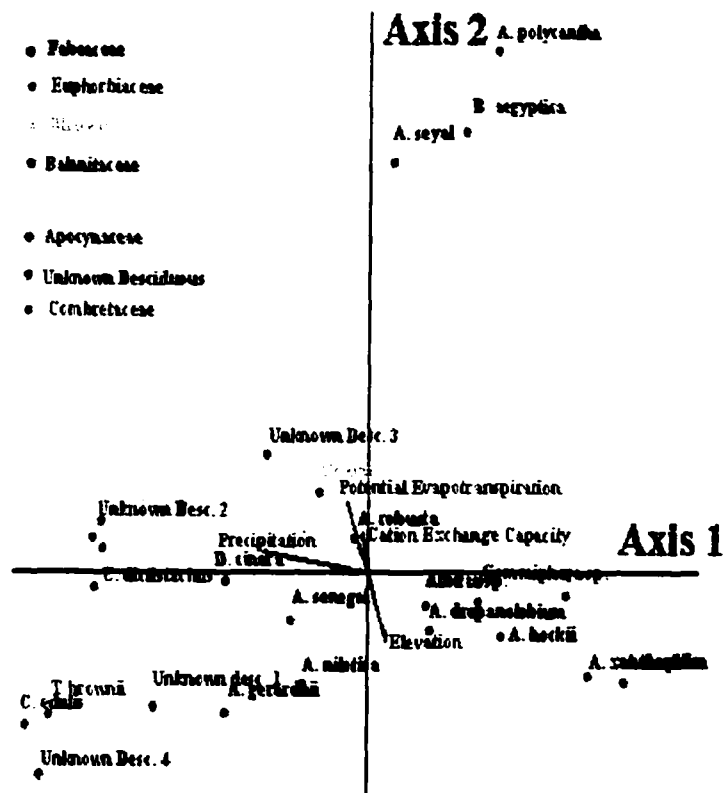 Axis 2
A. polycantha
Fabaceae
Euphorbiaceae
B. aegyptica
A. seyal
Balanitaceae
Apocynaceae
Unknown Desciduous
Combretaceae
Unknown Desc. 3
Potential Evapotranspiration
Unknown Desc. 2
A. robusta
Precipitation
Cation Exchange Capacity
Axis 1
A. senegal
A. drepanolobium
Elevation
A. hockii
A. nilotica
Unknown desc. 1
A. gerardii
T. brownii
C. edulis
Unknown Desc. 4